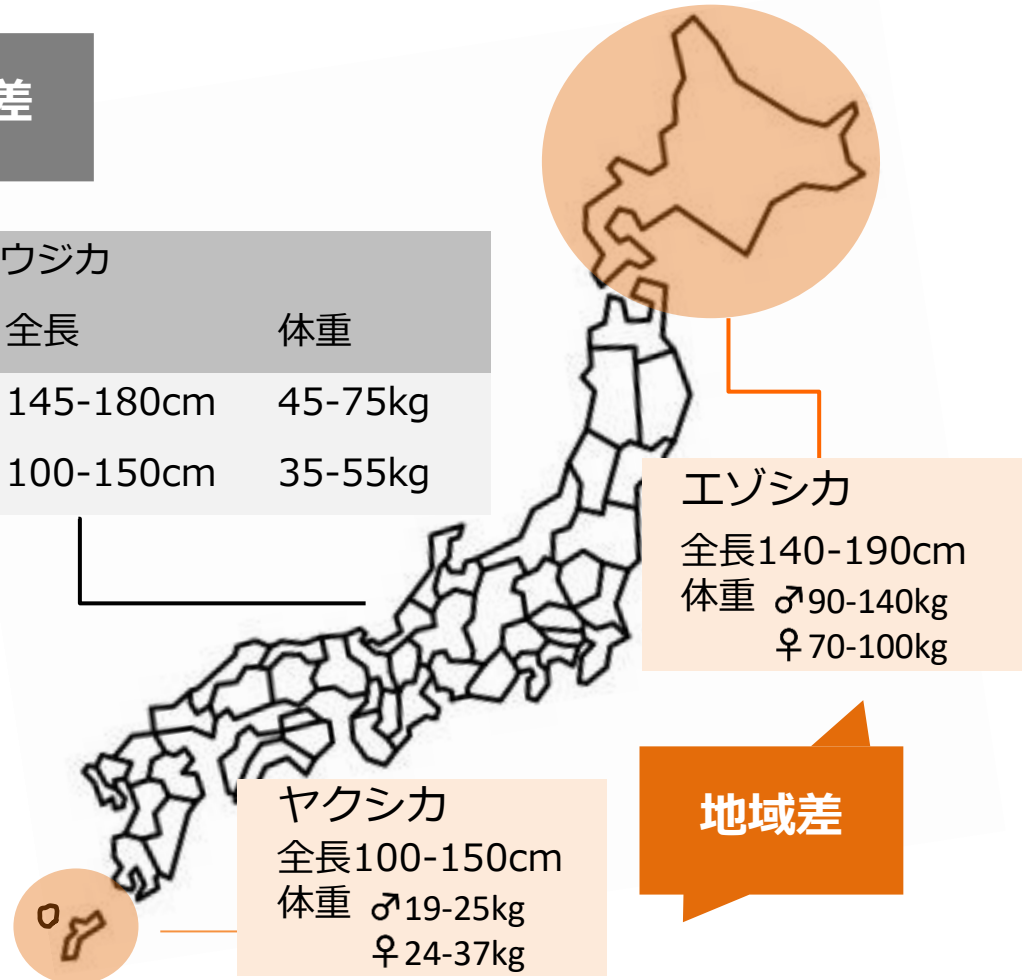 差
ウジカ
全長 体重
145-180cm 45-75kg
100-150cm 35-55kg
エゾシカ
全長140-190cm
体重 ♂90-140kg
♀70-100kg
地域差
ヤクシカ
全長100-150cm
体重 ♂19-25kg
♀24-37kg